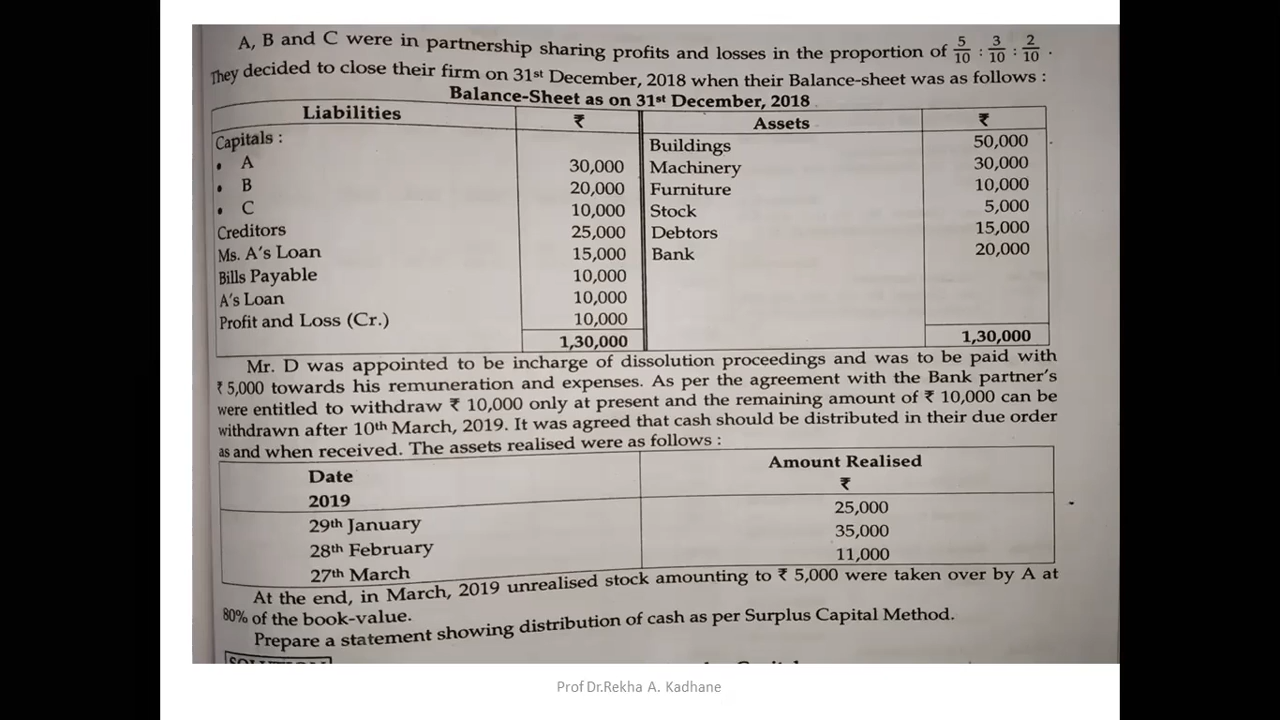 A, B and C were in partnership sharing profits and losses in the proportion of 5/10 : 3/10 : 2/10 .
They decided to close their firm on 31st December, 2018 when their Balance-sheet was as follows :
Balance-Sheet as on 31st December, 2018
Liabilities ₹ Assets ₹
Capitals : Buildings 50,000
• A 30,000 Machinery 30,000
• B 20,000 Furniture 10,000
• C 10,000 Stock 5,000
Creditors 25,000 Debtors 15,000
Ms. A's Loan 15,000 Bank 20,000
Bills Payable 10,000
A's Loan 10,000
Profit and Loss (Cr.) 10,000
1,30,000 1,30,000
Mr. D was appointed to be incharge of dissolution proceedings and was to be paid with
₹ 5,000 towards his remuneration and expenses. As per the agreement with the Bank partner's
were entitled to withdraw ₹ 10,000 only at present and the remaining amount of ₹ 10,000 can be
withdrawn after 10th March, 2019. It was agreed that cash should be distributed in their due order
as and when received. The assets realised were as follows :
Date Amount Realised
2019 ₹
29th January 25,000
28th February 35,000
27th March 11,000
At the end, in March, 2019 unrealised stock amounting to ₹ 5,000 were taken over by A at
80% of the book-value.
Prepare a statement showing distribution of cash as per Surplus Capital Method.
Prof Dr.Rekha A. Kadhane